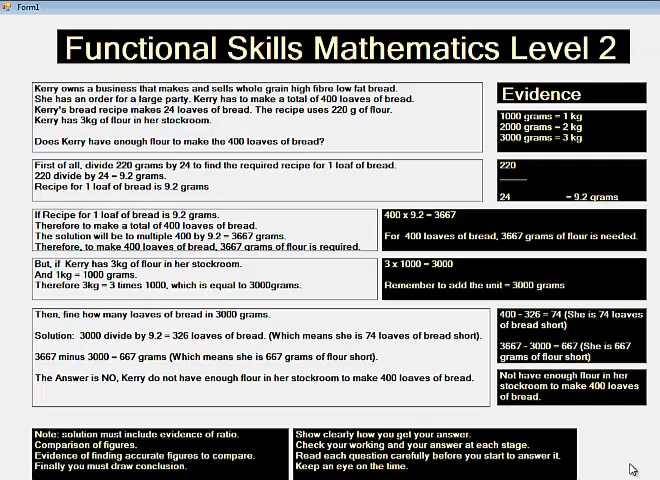 Form1
Functional Skills Mathematics Level 2
Kerry owns a business that makes and sells whole grain high fibre low fat bread.
She has an order for a large party. Kerry has to make a total of 400 loaves of bread.
Kerry's bread recipe makes 24 loaves of bread. The recipe uses 220 g of flour.
Kerry has 3kg of flour in her stockroom.
Does Kerry have enough flour to make the 400 loaves of bread?
Evidence
1000 grams = 1 kg
2000 grams = 2 kg
3000 grams = 3 kg
First of all, divide 220 grams by 24 to find the required recipe for 1 loaf of bread.
220 divide by 24 = 9.2 grams.
Recipe for 1 loaf of bread is 9.2 grams
220
24 = 9.2 grams
If Recipe for 1 loaf of bread is 9.2 grams.
Therefore to make a total of 400 loaves of bread.
The solution will be to multiple 400 by 9.2 = 3667 grams.
Therefore, to make 400 loaves of bread, 3667 grams of flour is required.
400 x 9.2 = 3667
For 400 loaves of bread, 3667 grams of flour is needed.
But, if Kerry has 3kg of flour in her stockroom.
And 1kg = 1000 grams.
Therefore 3kg = 3 times 1000, which is equal to 3000grams.
3 x 1000 = 3000
Remember to add the unit = 3000 grams
Then, fine how many loaves of bread in 3000 grams.
Solution: 3000 divide by 9.2 = 326 loaves of bread. (Which means she is 74 loaves of bread short).
3667 minus 3000 = 667 grams (Which means she is 667 grams of flour short).
The Answer is NO, Kerry do not have enough flour in her stockroom to make 400 loaves of bread.
400 - 326 = 74 (She is 74 loaves
of bread short)
3667 - 3000 = 667 (She is 667
grams of flour short)
Not have enough flour in her
stockroom to make 400 loaves
of bread.
Note: solution must include evidence of ratio.
Comparison of figures.
Evidence of finding accurate figures to compare.
Finally you must draw conclusion.
Show clearly how you get your answer.
Check your working and your answer at each stage.
Read each question carefully before you start to answer it.
Keep an eye on the time.